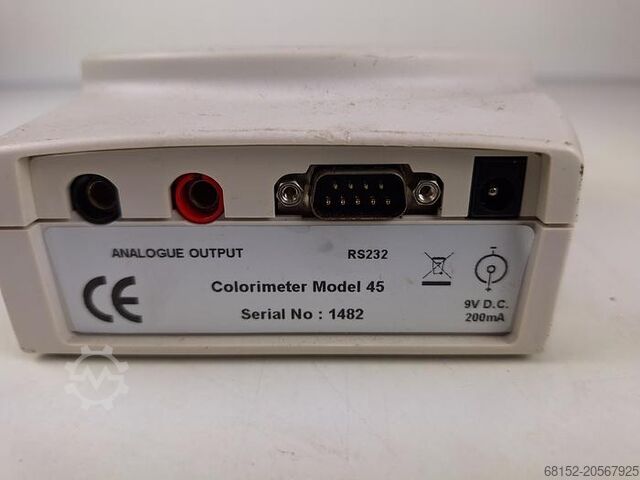 ANALOGUE OUTPUT RS232
CE
Colorimeter Model 45
Serial No : 1482
9V D.C.
200mA
68152-20567925